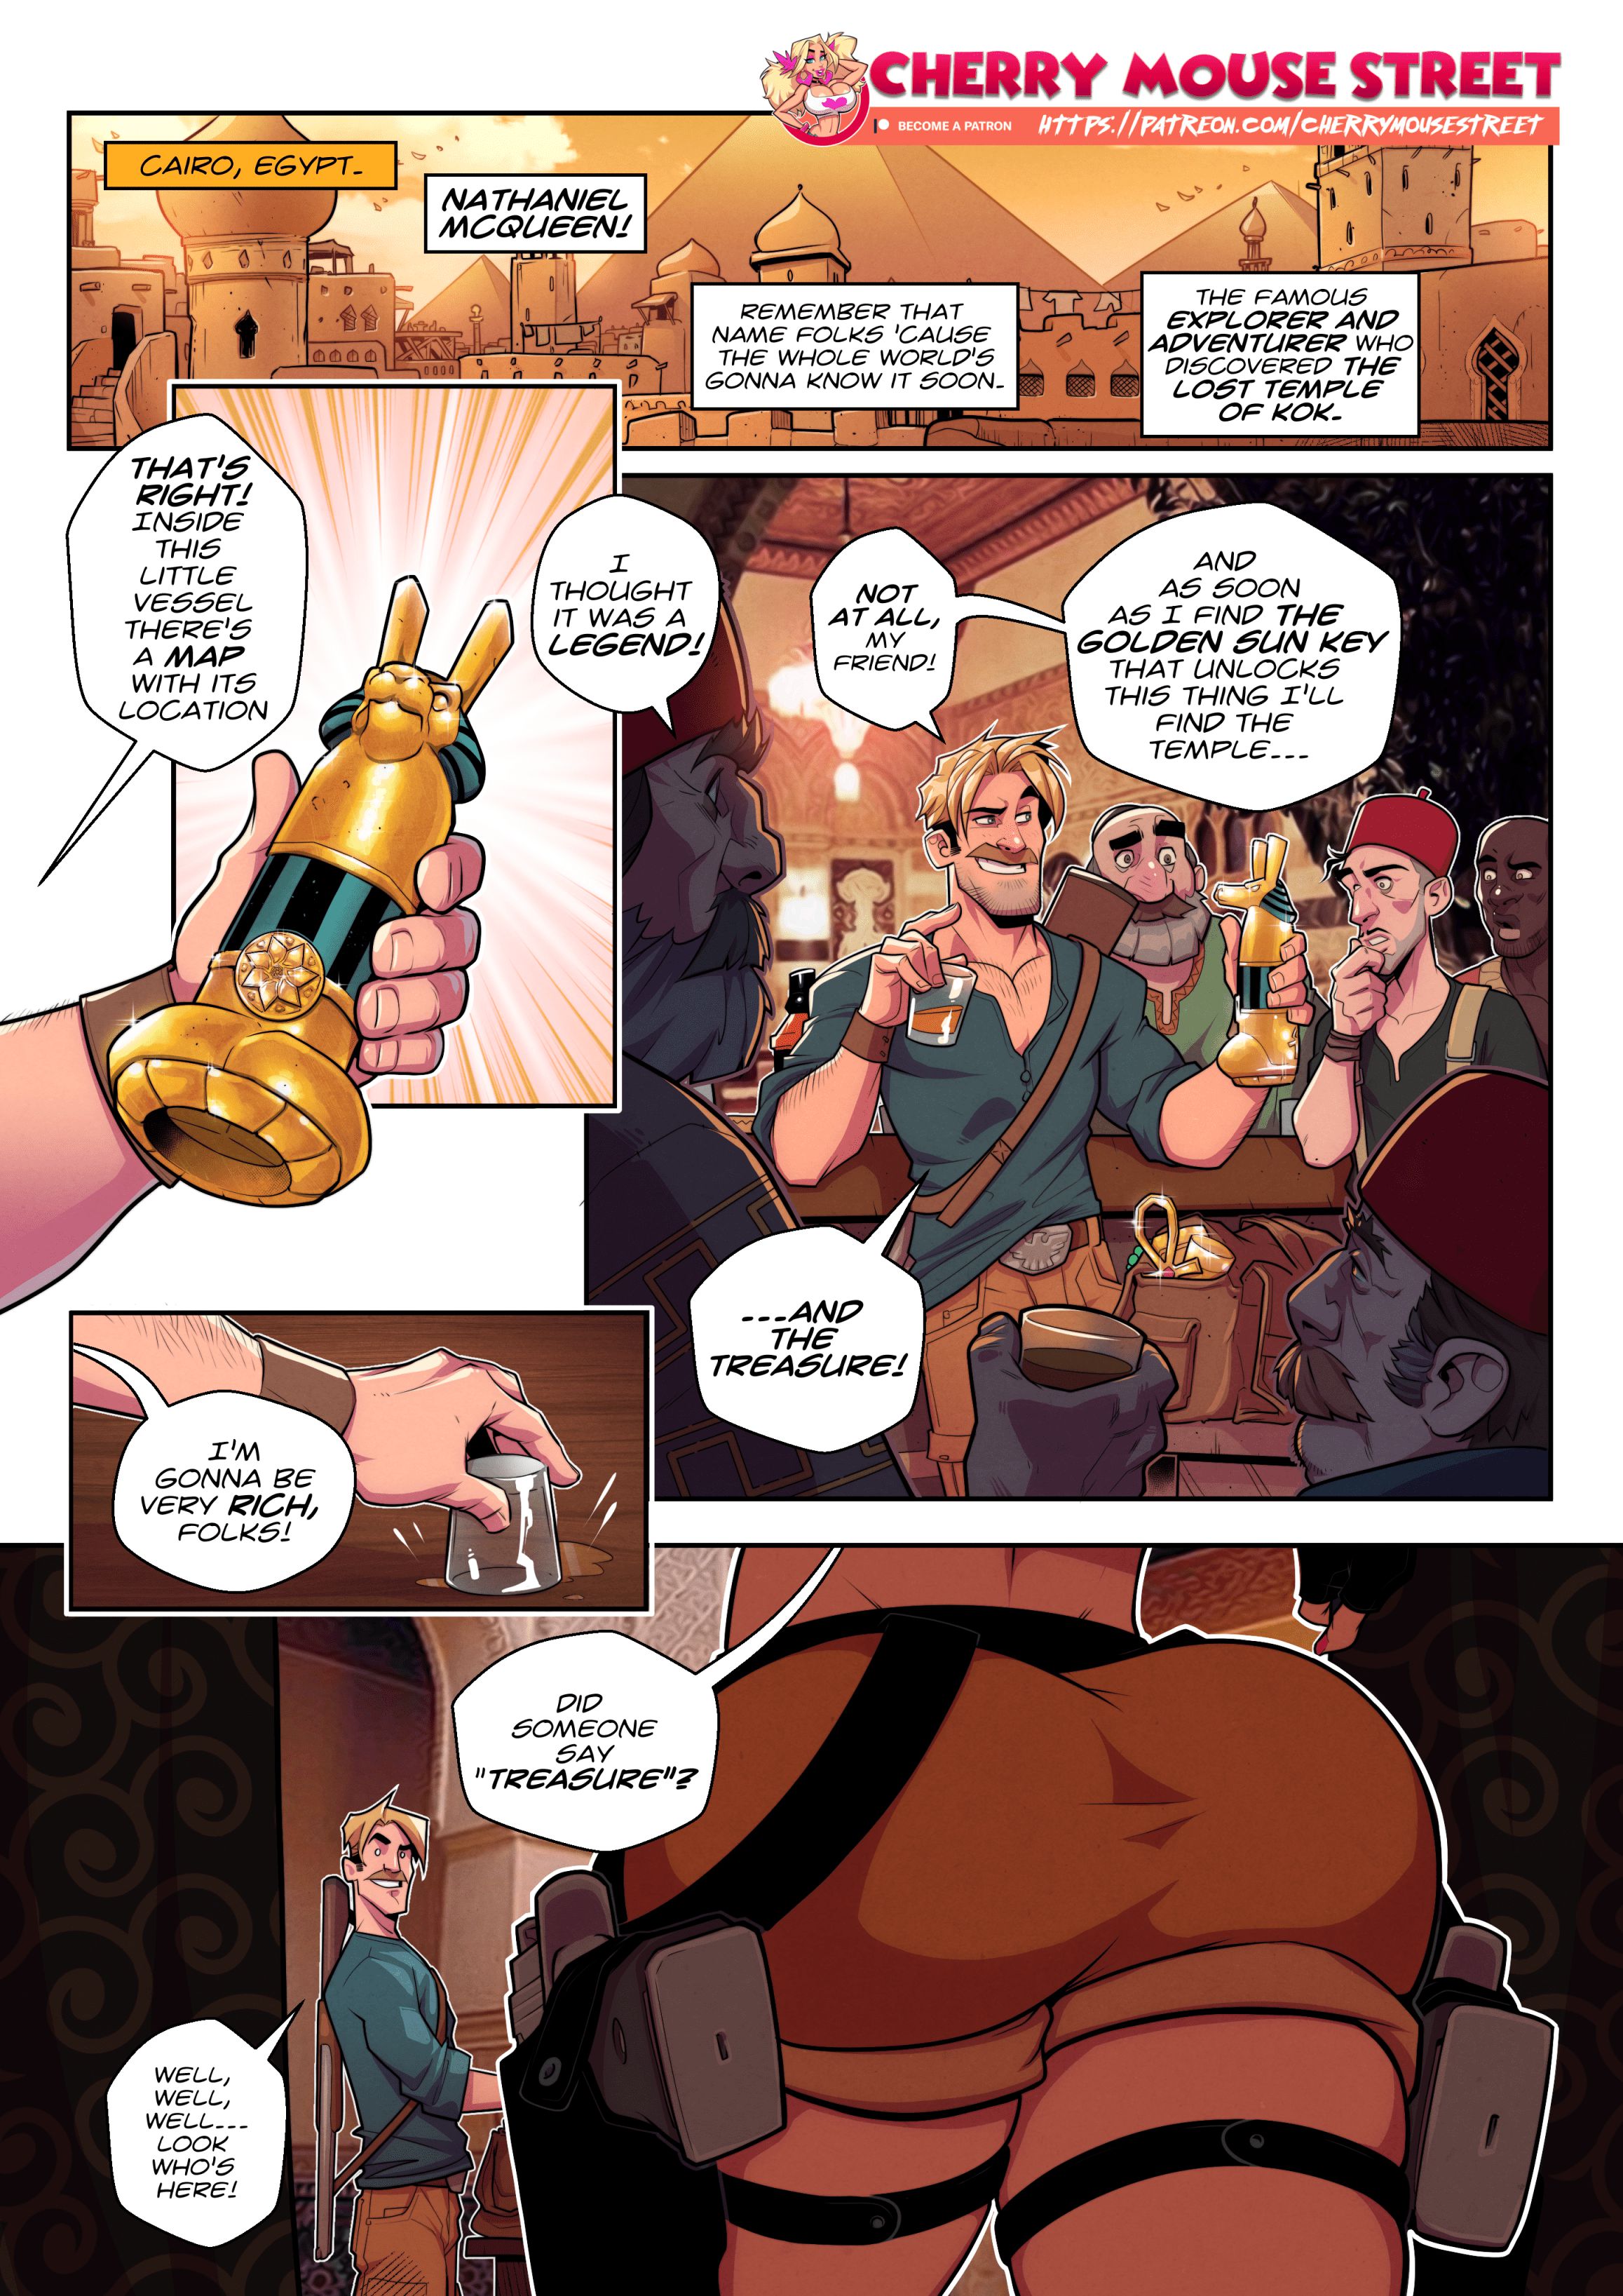 CHERRY MOUSE STREET
BECOME A PATRON HTTPS://PATREON.COM/CHERRYMOUSESTREET
CAIRO, EGYPT.
NATHANIEL
MCQUEEN!
REMEMBER THAT
NAME FOLKS 'CAUSE
THE WHOLE WORLD'S
GONNA KNOW IT SOON.
THE FAMOUS
EXPLORER AND
ADVENTURER WHO
DISCOVERED THE
LOST TEMPLE
OF KOK.
THAT'S
RIGHT!
INSIDE
THIS
LITTLE
VESSEL
THERE'S
A MAP
WITH ITS
LOCATION
I
THOUGHT
IT WAS A
LEGEND!
NOT
AT ALL,
MY
FRIEND!
AND
AS SOON
AS I FIND THE
GOLDEN SUN KEY
THAT UNLOCKS
THIS THING I'LL
FIND THE
TEMPLE...
...AND
THE
TREASURE!
I'M
GONNA BE
VERY RICH,
FOLKS!
DID
SOMEONE
SAY
"TREASURE"?
WELL,
WELL,
WELL...
LOOK
WHO'S
HERE!